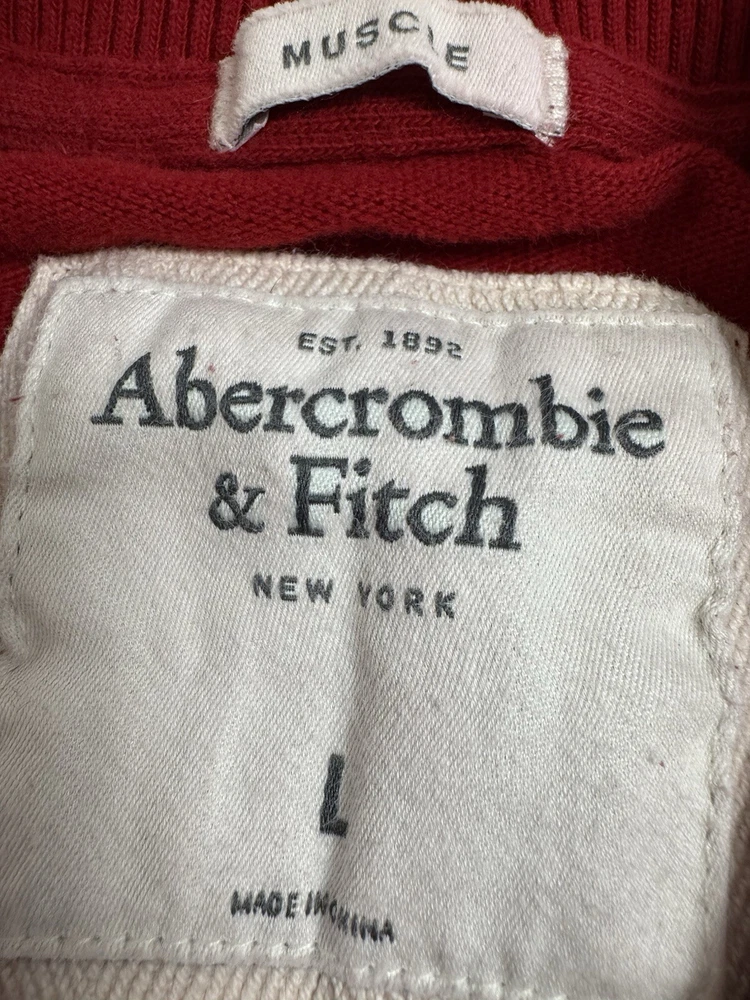 MUSCLE
EST. 1892
Abercrombie
& Fitch
NEW YORK
L
MADE IN CHINA